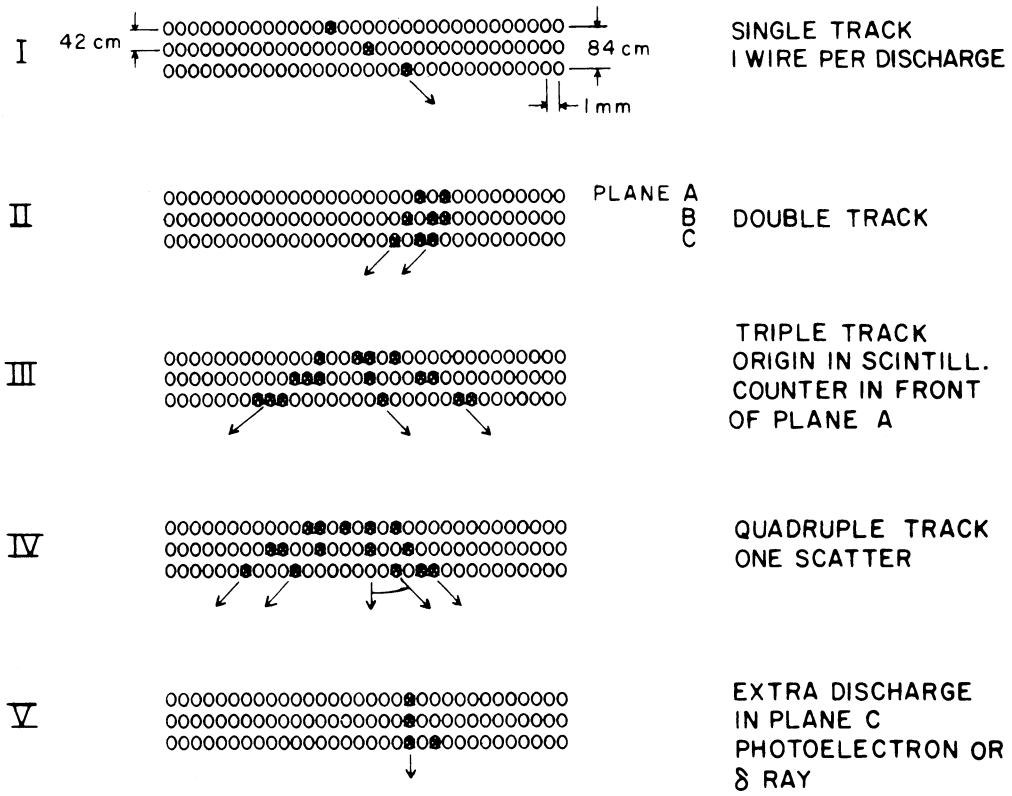 I
42 cm
84 cm
1 mm
SINGLE TRACK
1 WIRE PER DISCHARGE
II
PLANE A
B
C
DOUBLE TRACK
III
TRIPLE TRACK
ORIGIN IN SCINTILL.
COUNTER IN FRONT
OF PLANE A
IV
QUADRUPLE TRACK
ONE SCATTER
V
EXTRA DISCHARGE
IN PLANE C
PHOTOELECTRON OR
δ RAY